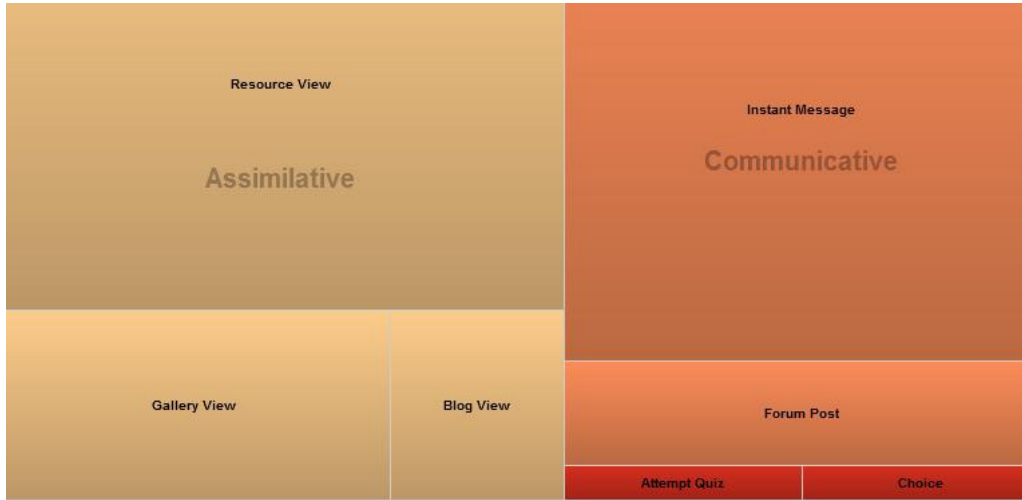 Resource View
Assimilative
Gallery View
Blog View
Instant Message
Communicative
Forum Post
Attempt Quiz
Choice